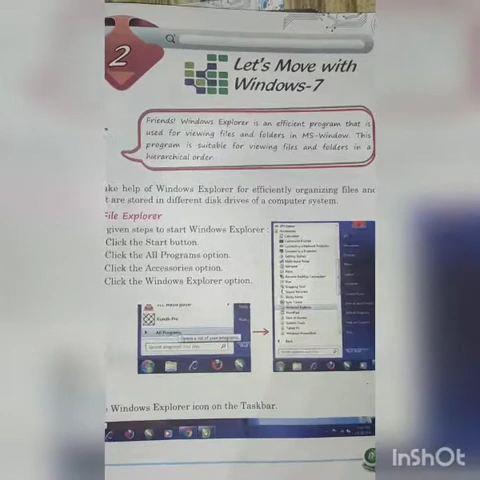 2
Let's Move with
Windows-7
Friends! Windows Explorer is an efficient program that is
used for viewing files and folders in MS-Window. This
program is suitable for viewing files and folders in a
hierarchical order.
ake help of Windows Explorer for efficiently organizing files and
t are stored in different disk drives of a computer system.
File Explorer
given steps to start Windows Explorer :
Click the Start button.
Click the All Programs option.
Click the Accessories option.
Click the Windows Explorer option.
Kundli Pro
All Programs
Windows Explorer icon on the Taskbar.
InShOt